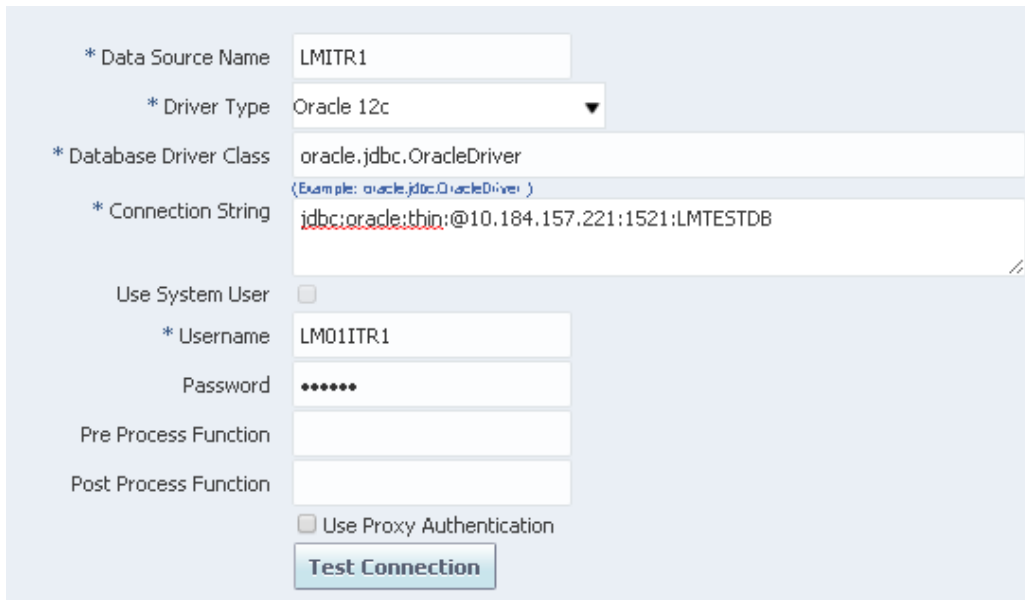 * Data Source Name LMITR1
* Driver Type Oracle 12c
* Database Driver Class oracle.jdbc.OracleDriver
(Example: oracle.jdbc.OracleDriver )
* Connection String jdbc:oracle:thin:@10.184.157.221:1521:LMTESTDB
Use System User
* Username LM01ITR1
Password ••••••
Pre Process Function
Post Process Function
Use Proxy Authentication
Test Connection